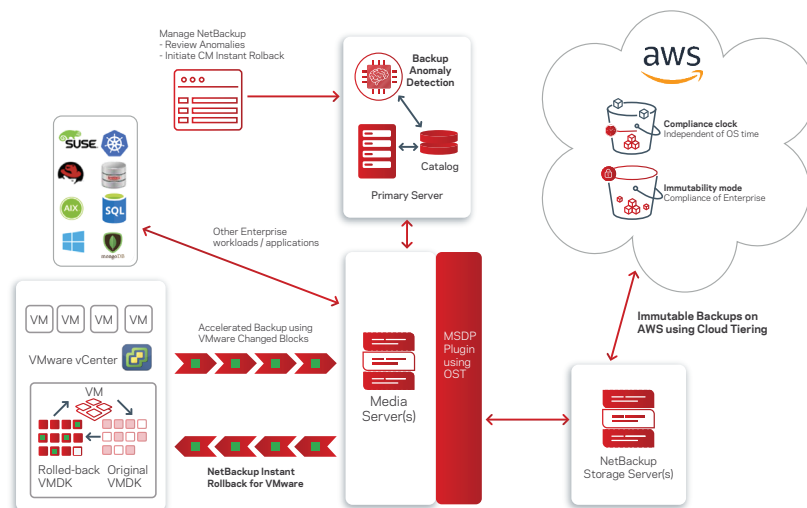 Manage NetBackup
- Review Anomalies
- Initiate CM Instant Rolback
Backup
Anomaly
Detection
Catalog
Primary Server
aws
Compliance clock
Independent of OS time
Immutability mode
Compliance of Enterprise
SUSE
AIX
SQL
mongoDB
Other Enterprise
workloads / applications
VM
VM
VM
VM
VMware vCenter
VM
Rolled-back
VMDK
Original
VMDK
Accelerated Backup using
VMware Changed Blocks
NetBackup Instant
Rollback for VMware
Media
Server(s)
MSDP
Plugin
using
OST
Immutable Backups on
AWS using Cloud Tiering
NetBackup
Storage Server(s)